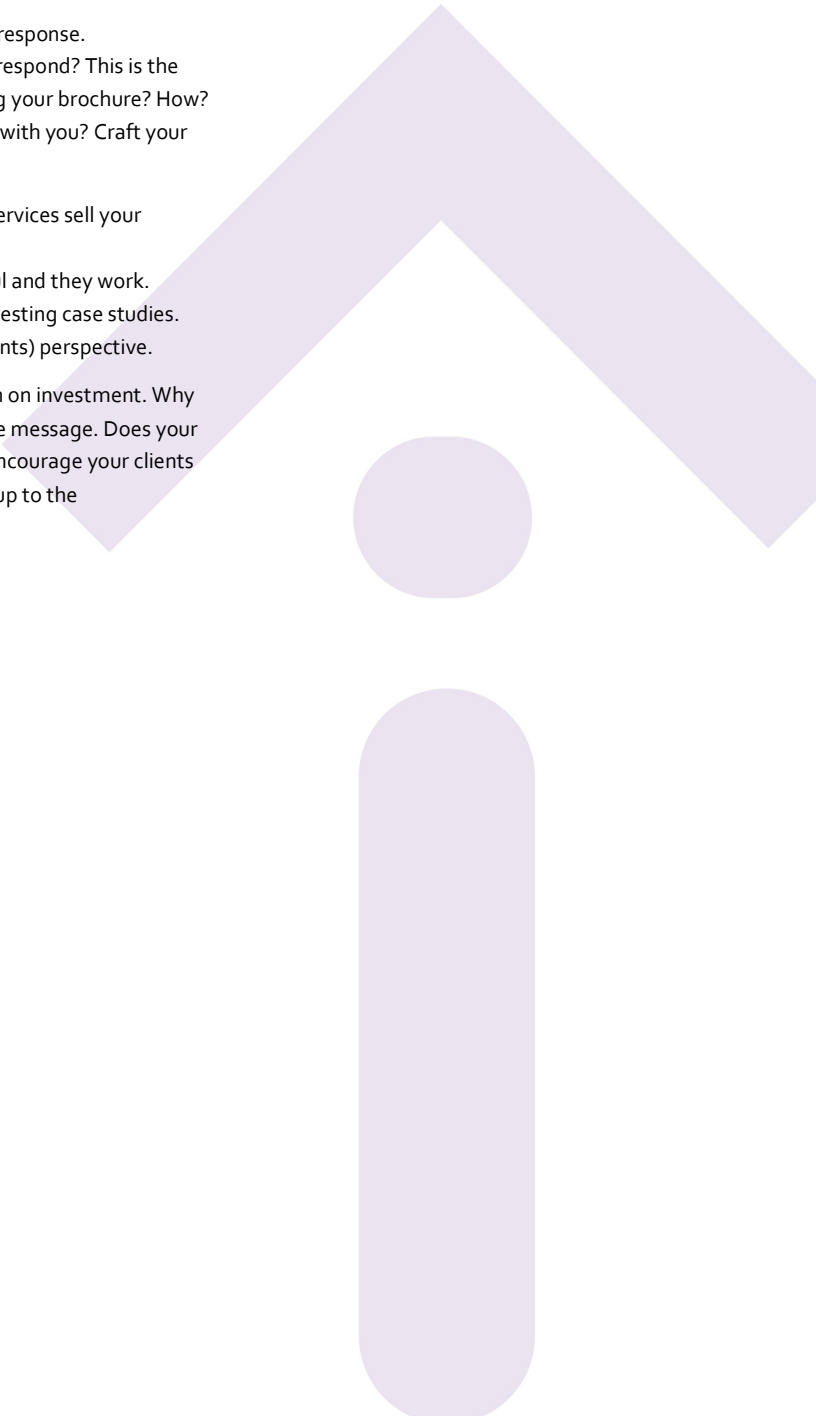 response.
respond? This is the
g your brochure? How?
with you? Craft your
ervices sell your
l and they work.
esting case studies.
nts) perspective.
n on investment. Why
e message. Does your
ncourage your clients
up to the